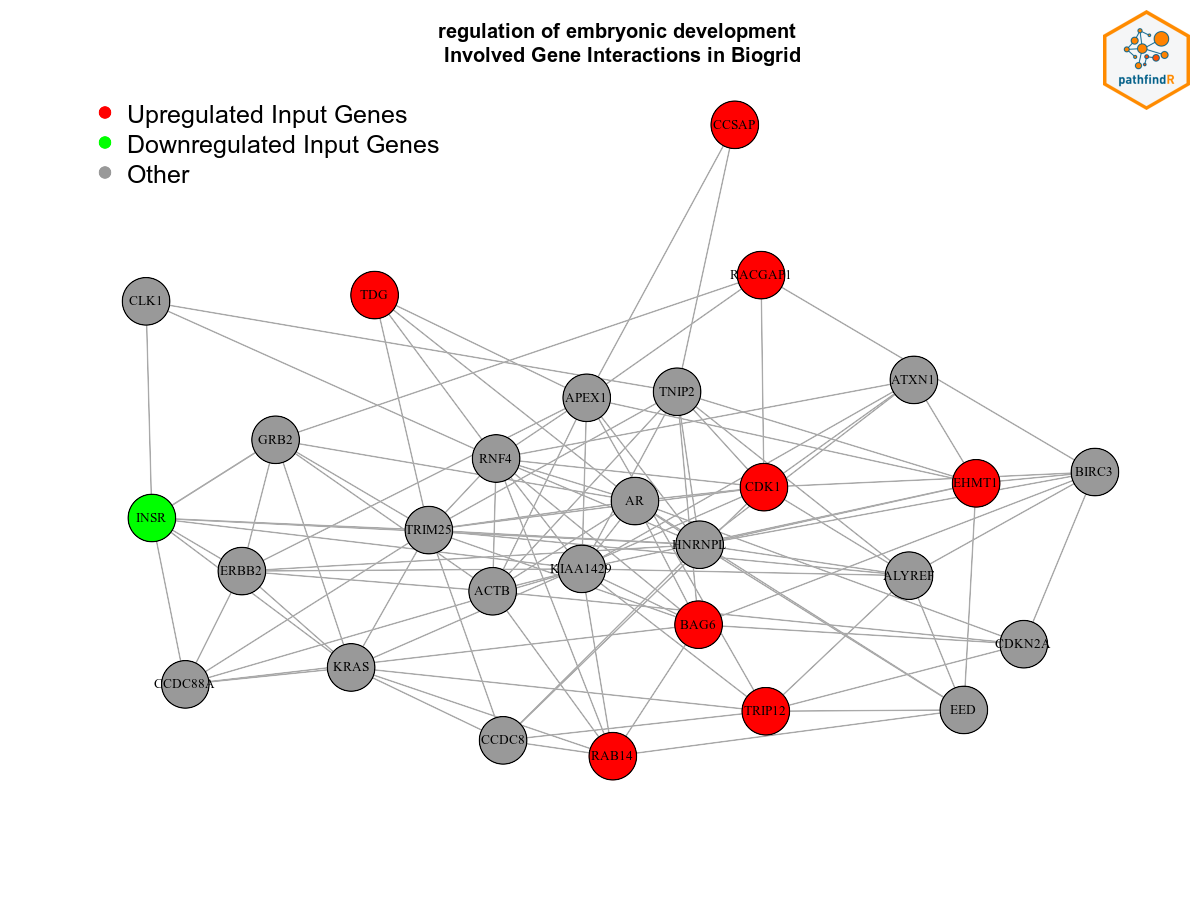 regulation of embryonic development
Involved Gene Interactions in Biogrid
pathfindR
Upregulated Input Genes
Downregulated Input Genes
Other
CCSAP
RACGAP1
CLK1
TDG
ATXN1
TNIP2
APEX1
GRB2
RNF4
BIRC3
EHMT1
CDK1
AR
INSR
TRIM25
HNRNPL
ERBB2
KIAA1429
ALYREF
ACTB
BAG6
CDKN2A
KRAS
CCDC88A
TRIP12
EED
CCDC8
RAB14